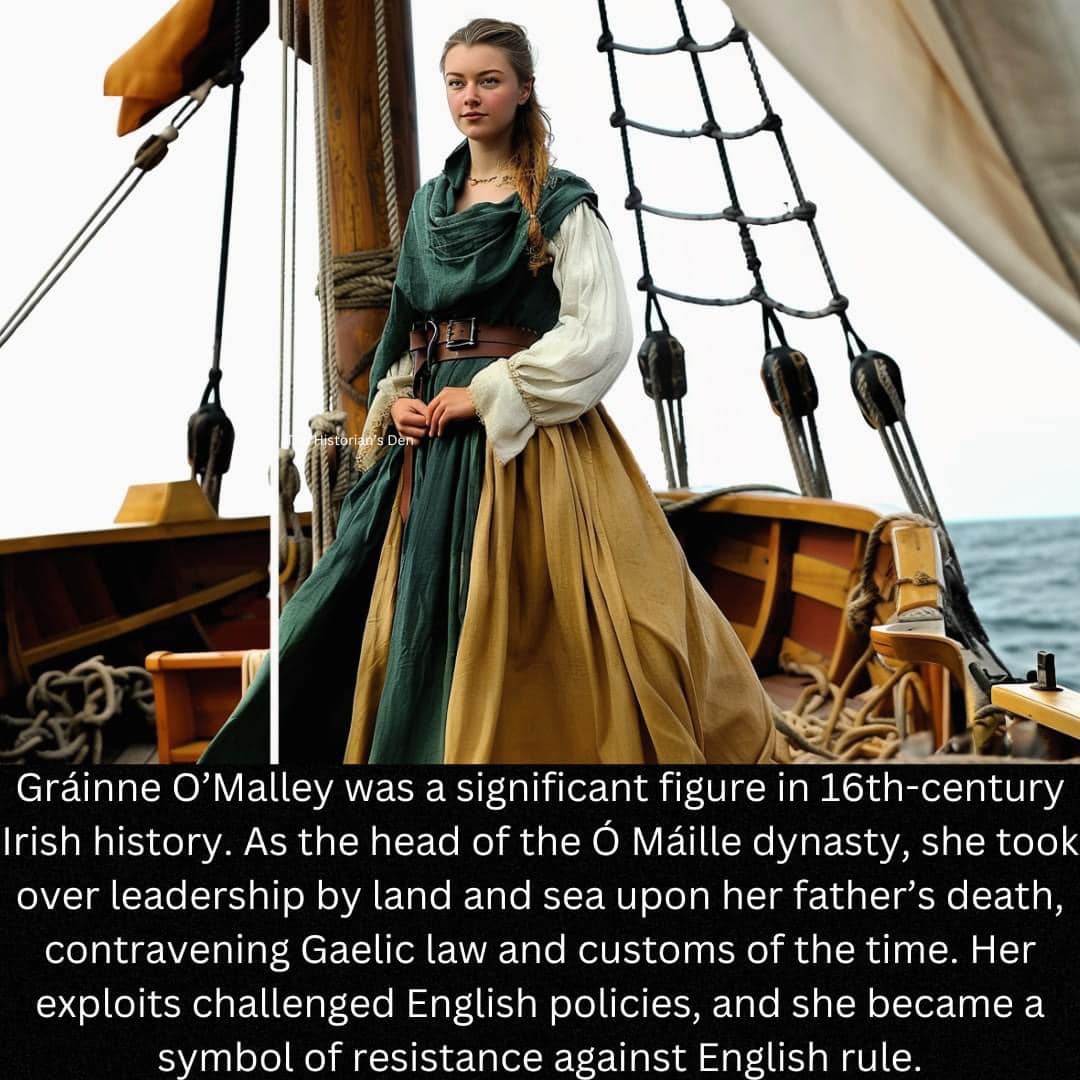 The Historian's Den
Gráinne O’Malley was a significant figure in 16th-century
Irish history. As the head of the Ó Máille dynasty, she took
over leadership by land and sea upon her father’s death,
contravening Gaelic law and customs of the time. Her
exploits challenged English policies, and she became a
symbol of resistance against English rule.